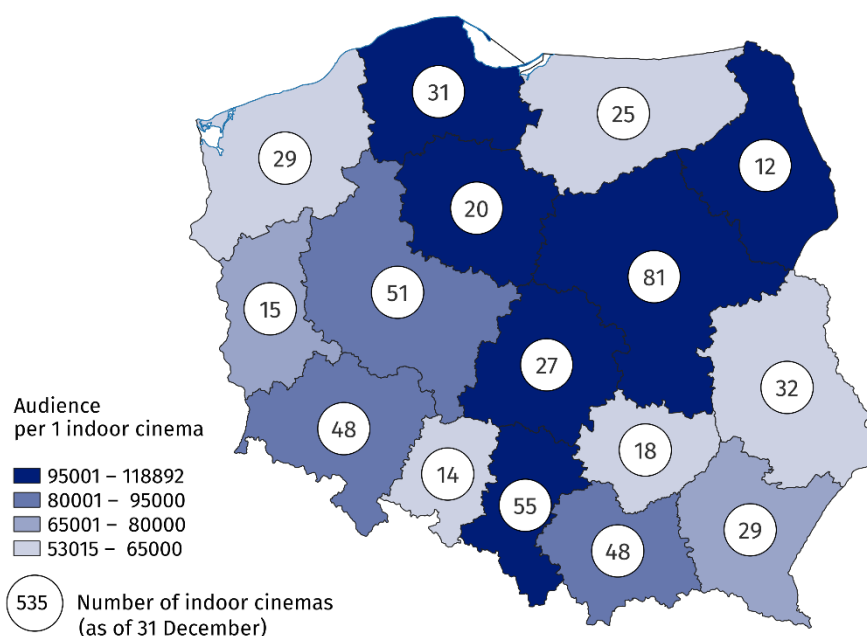 31
25
29
12
20
81
51
15
27
32
48
18
14
55
29
48
Audience
per 1 indoor cinema
95001 – 118892
80001 – 95000
65001 – 80000
53015 – 65000
535 Number of indoor cinemas
(as of 31 December)